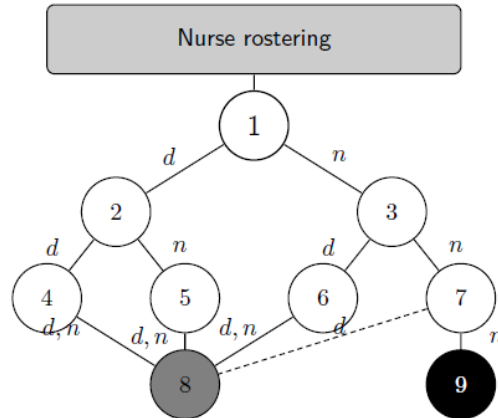 Nurse rostering
1
d n
2 3
d n d n
4 5 6 7
d, n d, n d, n d n
8 9